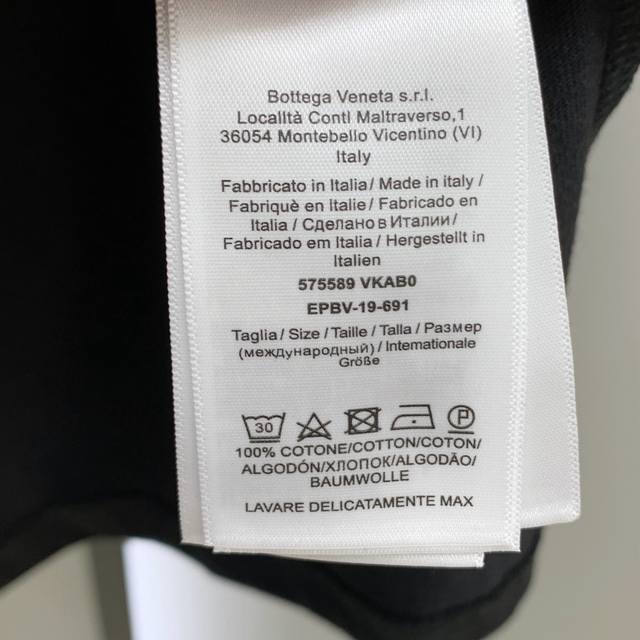 Bottega Veneta s.r.l.
Localltà Conti Maltraverso,1
36054 Montebello Vicentino (VI)
Italy
Fabbricato in Italia / Made in italy /
Fabriquè en Italie / Fabricado en
Italia / Сделано в Италии /
Fabricado em Italia / Hergestellt in
Italien
575589 VKAB0
EPBV-19-691
Taglia / Size / Taille / Talla / Размер
(международный) / Internationale
Größe
30
P
100% COTONE/COTTON/COTON/
ALGODÓN/ХЛОПОК/ALGODÃO/
BAUMWOLLE
LAVARE DELICATAMENTE MAX